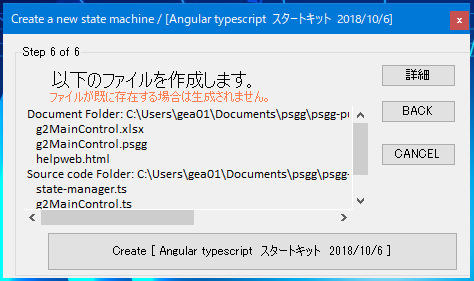 Create a new state machine / [Angular typescript スタートキット 2018/10/6]
x
Step 6 of 6
以下のファイルを作成します。
ファイルが既に存在する場合は生成されません。
詳細
BACK
CANCEL
Document Folder: C:\Users\gea01\Documents\psgg\psgg-pu
g2MainControl.xlsx
g2MainControl.psgg
helpweb.html
Source code Folder: C:\Users\gea01\Documents\psgg\psgg-
state-manager.ts
g2MainControl.ts
Create [ Angular typescript スタートキット 2018/10/6 ]